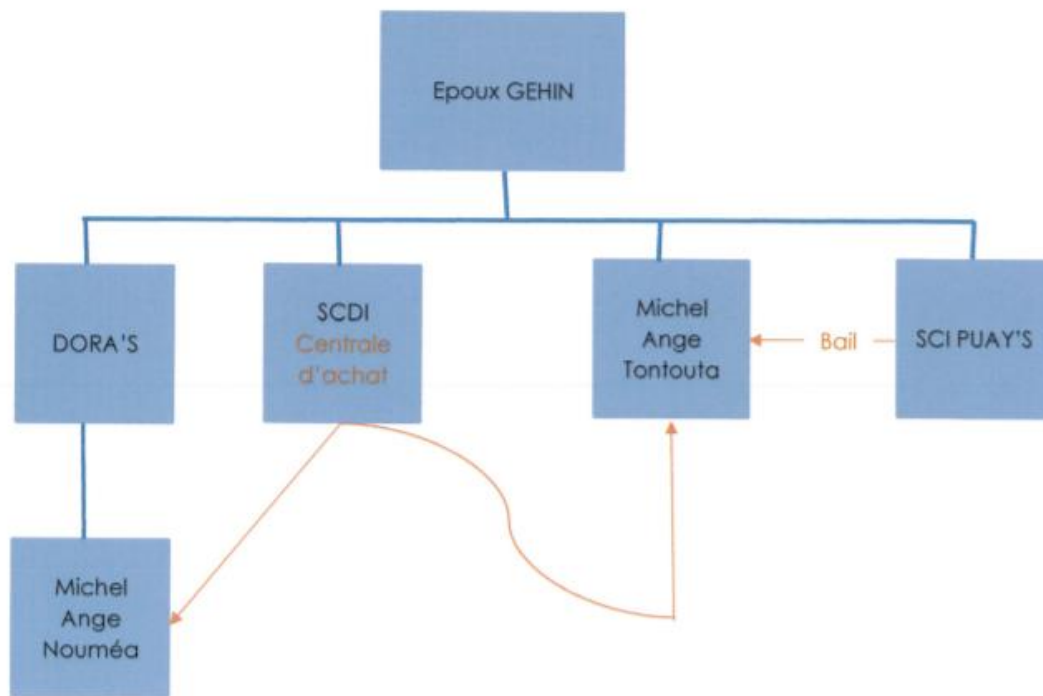 Epoux GEHIN
DORA'S
SCDI
Centrale
d'achat
Michel
Ange
Tontouta
Bail
SCI PUAY'S
Michel
Ange
Nouméa